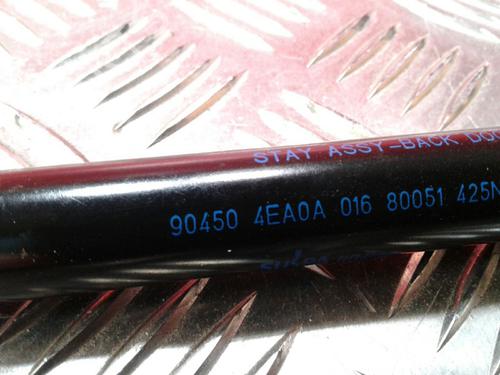 STAY ASSY-BACK DO
90450 4EA0A 016 80051 425N